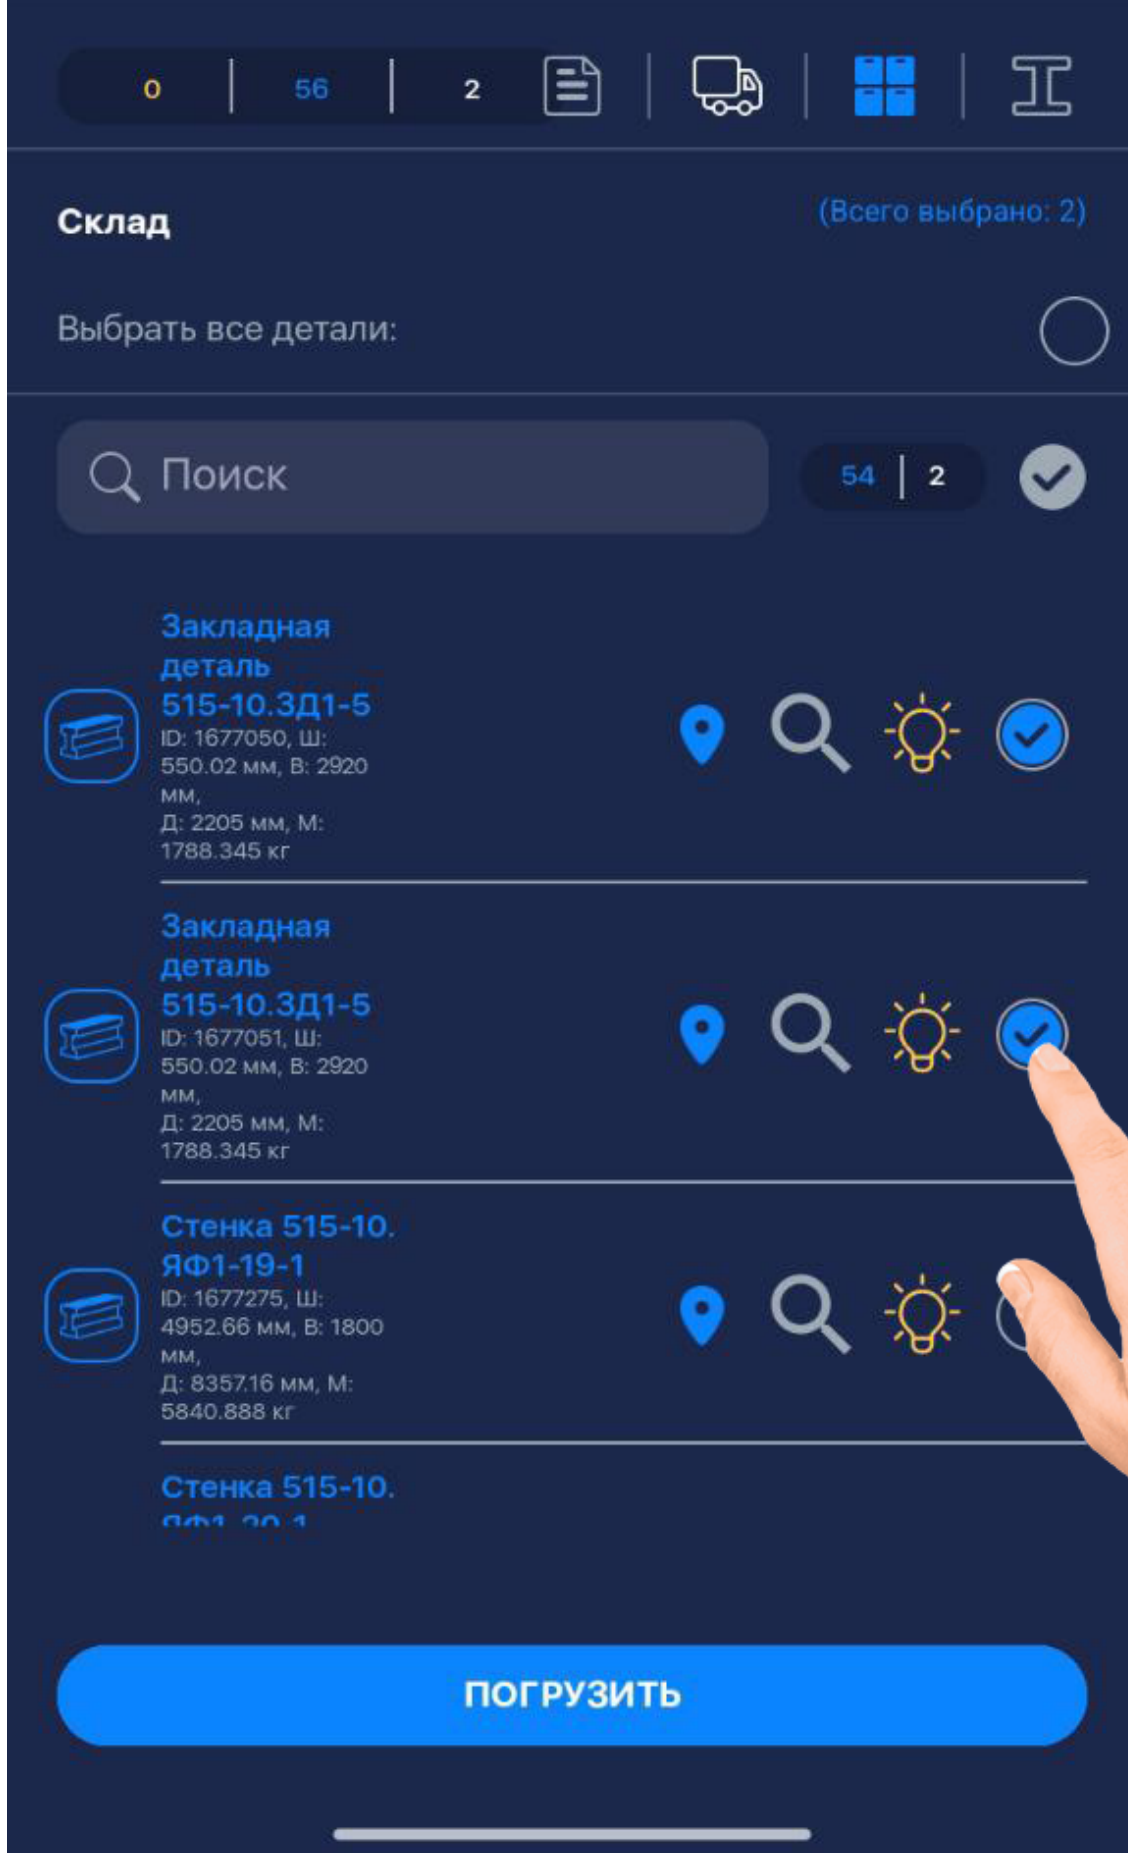 0 | 56 | 2
Склад
(Всего выбрано: 2)
Выбрать все детали:
Поиск
54 | 2
Закладная
деталь
515-10.ЗД1-5
ID: 1677050, Ш:
550.02 мм, В: 2920
мм,
Д: 2205 мм, М:
1788.345 кг
Закладная
деталь
515-10.ЗД1-5
ID: 1677051, Ш:
550.02 мм, В: 2920
мм,
Д: 2205 мм, М:
1788.345 кг
Стенка 515-10.
ЯФ1-19-1
ID: 1677275, Ш:
4952.66 мм, В: 1800
мм,
Д: 8357.16 мм, М:
5840.888 кг
Стенка 515-10.
ЯФ1-20-1
ПОГРУЗИТЬ